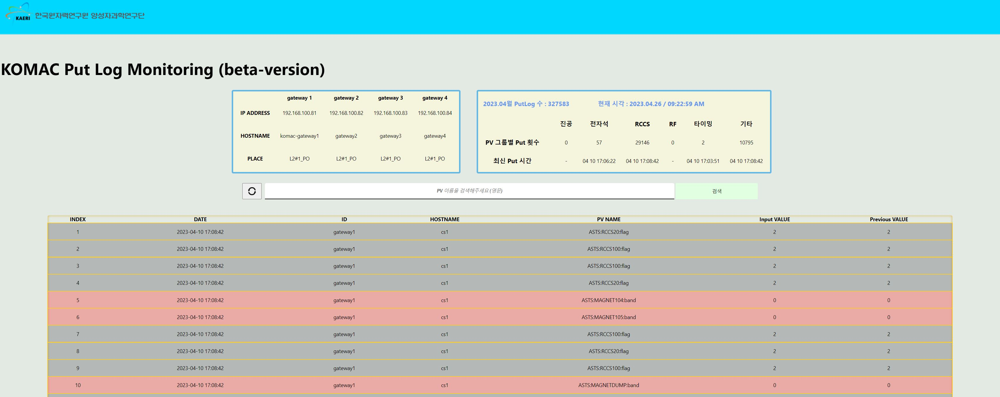 KAERI 한국원자력연구원 양성자과학연구단
KOMAC Put Log Monitoring (beta-version)
gateway 1 gateway 2 gateway 3 gateway 4
IP ADDRESS 192.168.100.81 192.168.100.82 192.168.100.83 192.168.100.84
HOSTNAME komac-gateway1 gateway2 gateway3 gateway4
PLACE L2#1_PO L2#1_PO L2#1_PO L2#1_PO
2023.04월 PutLog 수 : 327583 현재 시각 : 2023.04.26 / 09:22:59 AM
진공 전자석 RCCS RF 타이밍 기타
PV 그룹별 Put 횟수 0 57 29146 0 2 10795
최신 Put 시간 - 04 10 17:06:22 04 10 17:08:42 - 04 10 17:03:51 04 10 17:08:42
PV 이름을 검색해주세요 (영문) 검색
INDEX DATE ID HOSTNAME PV NAME Input VALUE Previous VALUE
1 2023-04-10 17:08:42 gateway1 cs1 ASTS:RCCS20:flag 2 2
2 2023-04-10 17:08:42 gateway1 cs1 ASTS:RCCS100:flag 2 2
3 2023-04-10 17:08:42 gateway1 cs1 ASTS:RCCS100:flag 2 2
4 2023-04-10 17:08:42 gateway1 cs1 ASTS:RCCS20:flag 2 2
5 2023-04-10 17:08:42 gateway1 cs1 ASTS:MAGNET104:band 0 0
6 2023-04-10 17:08:42 gateway1 cs1 ASTS:MAGNET105:band 0 0
7 2023-04-10 17:08:42 gateway1 cs1 ASTS:RCCS100:flag 2 2
8 2023-04-10 17:08:42 gateway1 cs1 ASTS:RCCS20:flag 2 2
9 2023-04-10 17:08:42 gateway1 cs1 ASTS:RCCS100:flag 2 2
10 2023-04-10 17:08:42 gateway1 cs1 ASTS:MAGNETDUMP:band 0 0